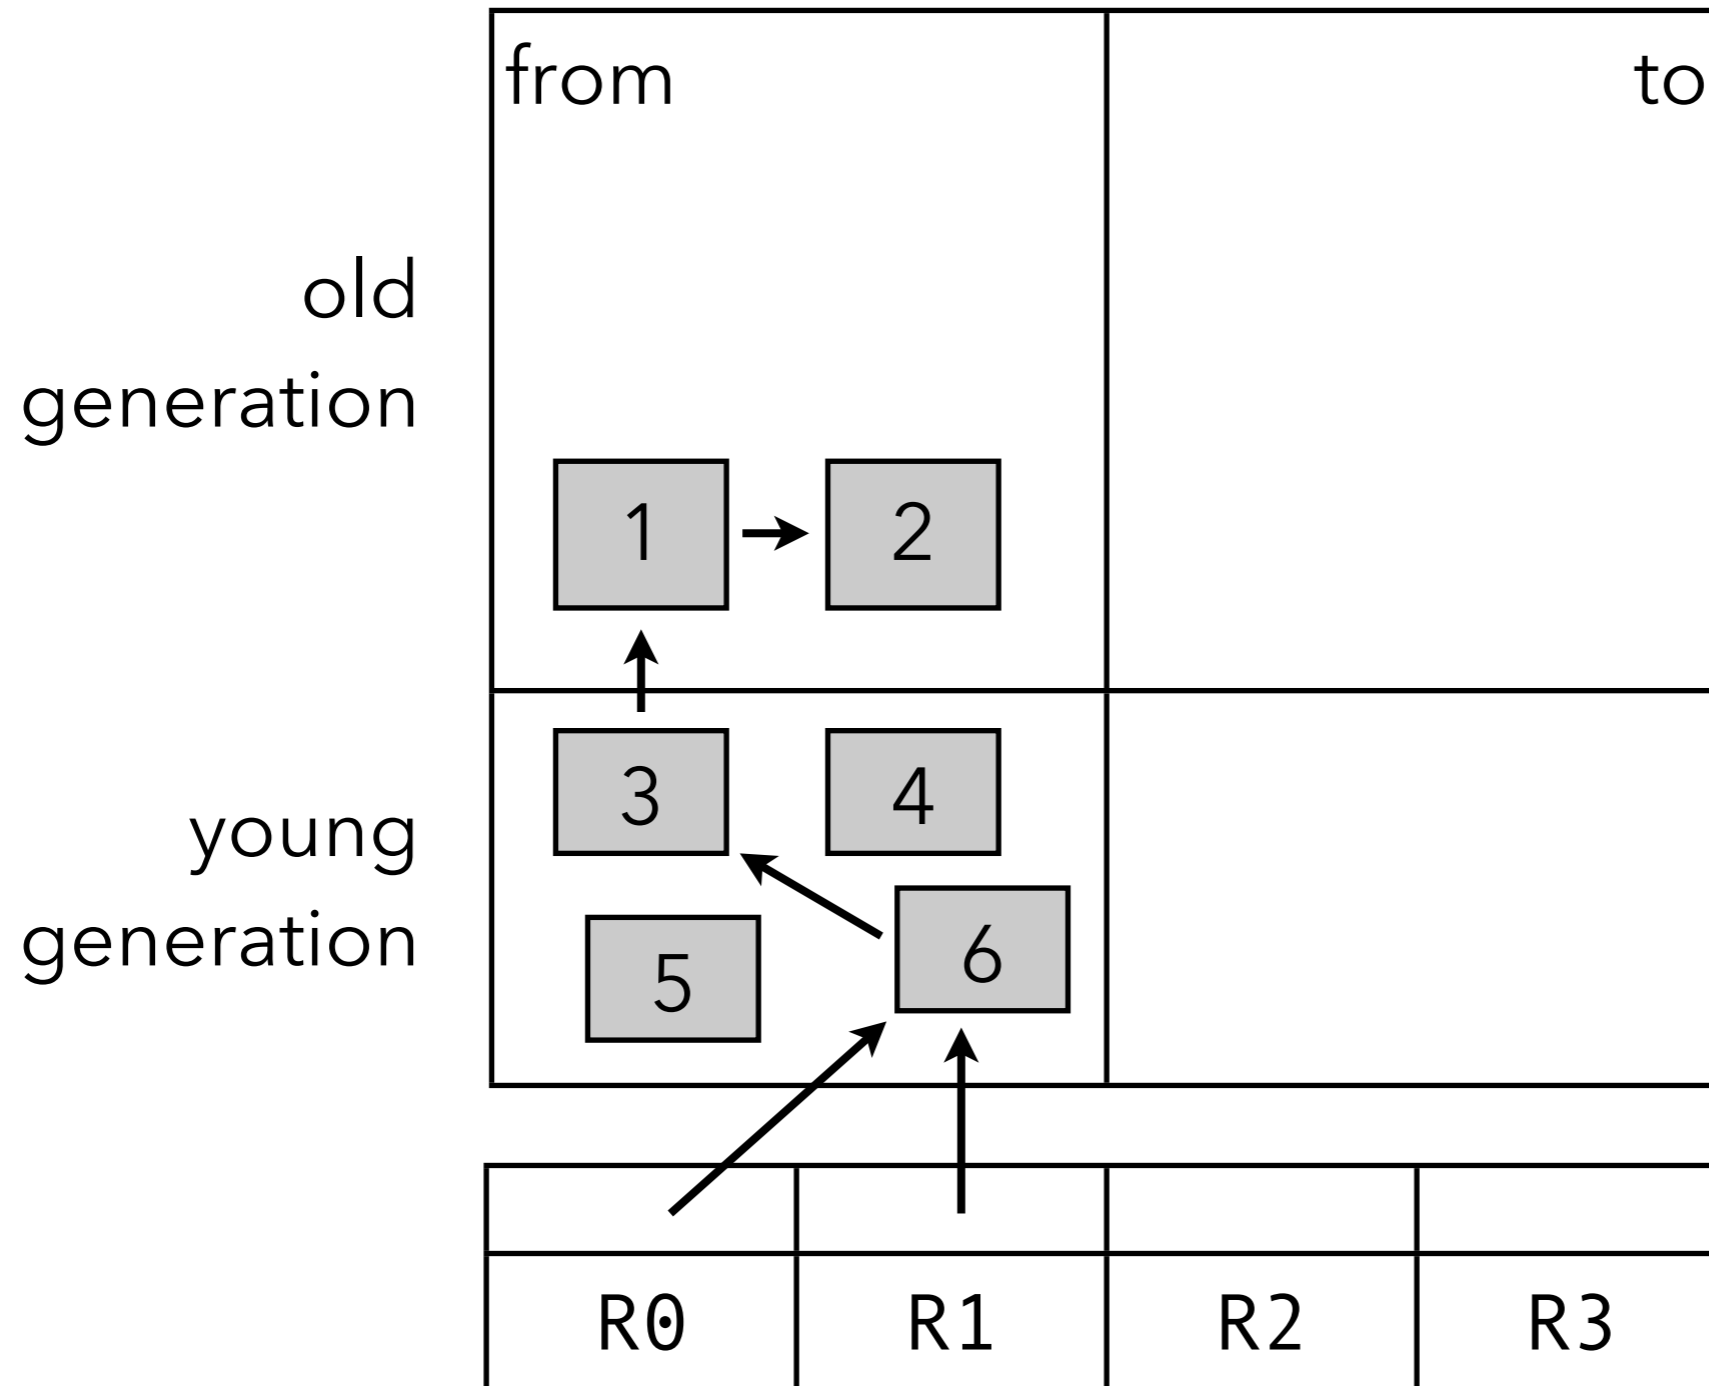 from
to
old
generation
1
2
young
generation
3
4
5
6
R0
R1
R2
R3